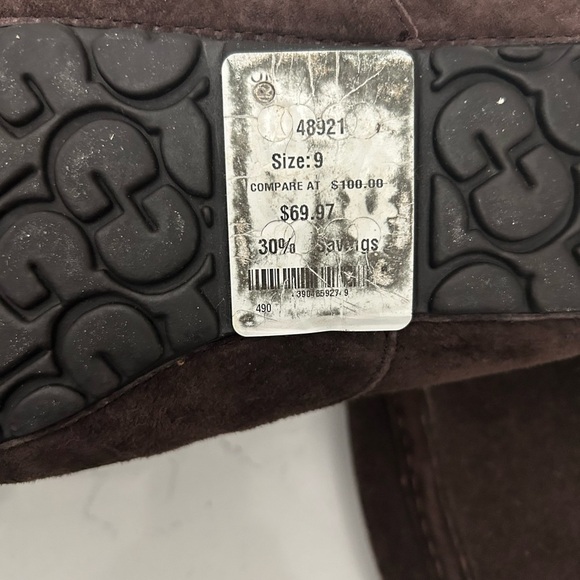 48921
Size: 9
COMPARE AT $100.00
$69.97
30% Savings
490